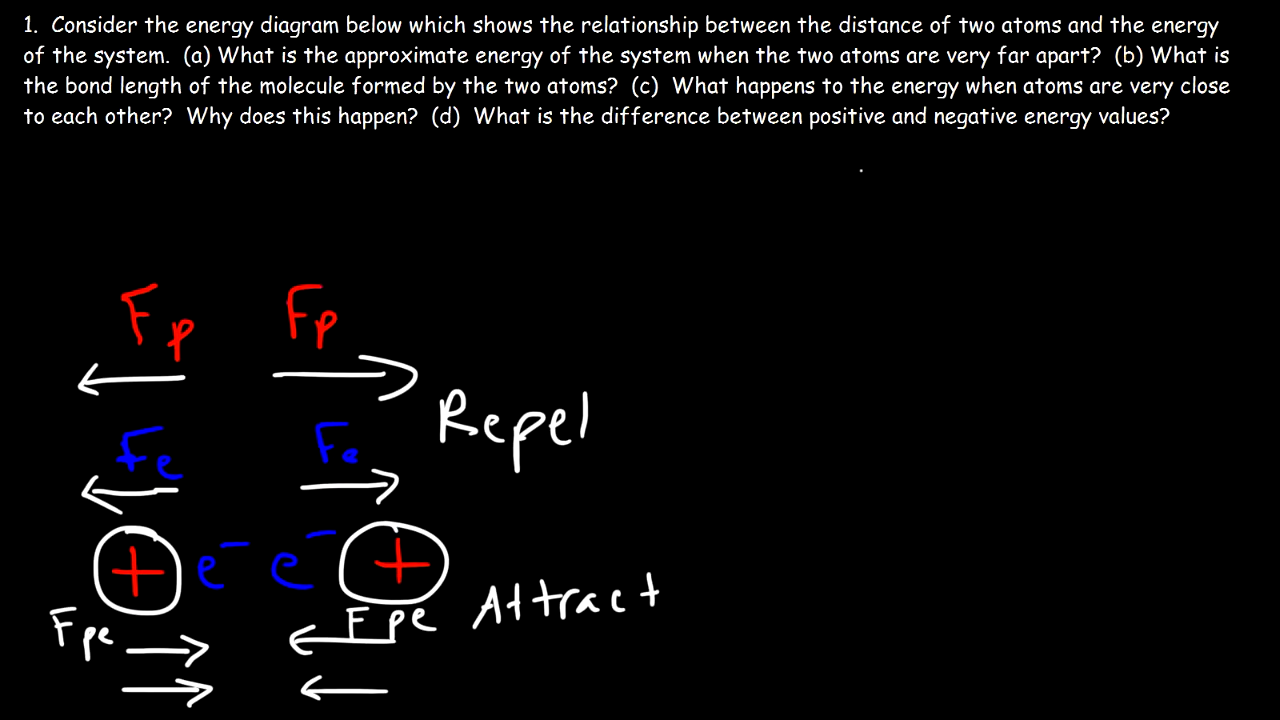 1. Consider the energy diagram below which shows the relationship between the distance of two atoms and the energy
of the system. (a) What is the approximate energy of the system when the two atoms are very far apart? (b) What is
the bond length of the molecule formed by the two atoms? (c) What happens to the energy when atoms are very close
to each other? Why does this happen? (d) What is the difference between positive and negative energy values?
Fp Fp
Repel
Fe Fe
+ e⁻ e⁻ +
Attract
Fpe Fpe